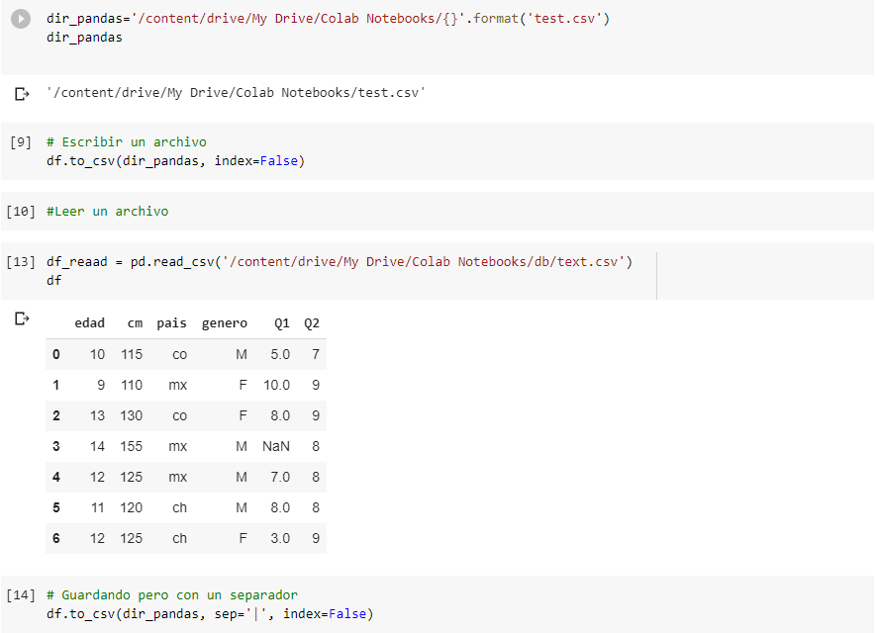 dir_pandas='/content/drive/My Drive/Colab Notebooks/{}'.format('test.csv')
dir_pandas
'/content/drive/My Drive/Colab Notebooks/test.csv'
[9] # Escribir un archivo
df.to_csv(dir_pandas, index=False)
[10] #Leer un archivo
[13] df_reaad = pd.read_csv('/content/drive/My Drive/Colab Notebooks/db/text.csv')
df
edad cm pais genero Q1 Q2
0 10 115 co M 5.0 7
1 9 110 mx F 10.0 9
2 13 130 co F 8.0 9
3 14 155 mx M NaN 8
4 12 125 mx M 7.0 8
5 11 120 ch M 8.0 8
6 12 125 ch F 3.0 9
[14] # Guardando pero con un separador
df.to_csv(dir_pandas, sep='|', index=False)